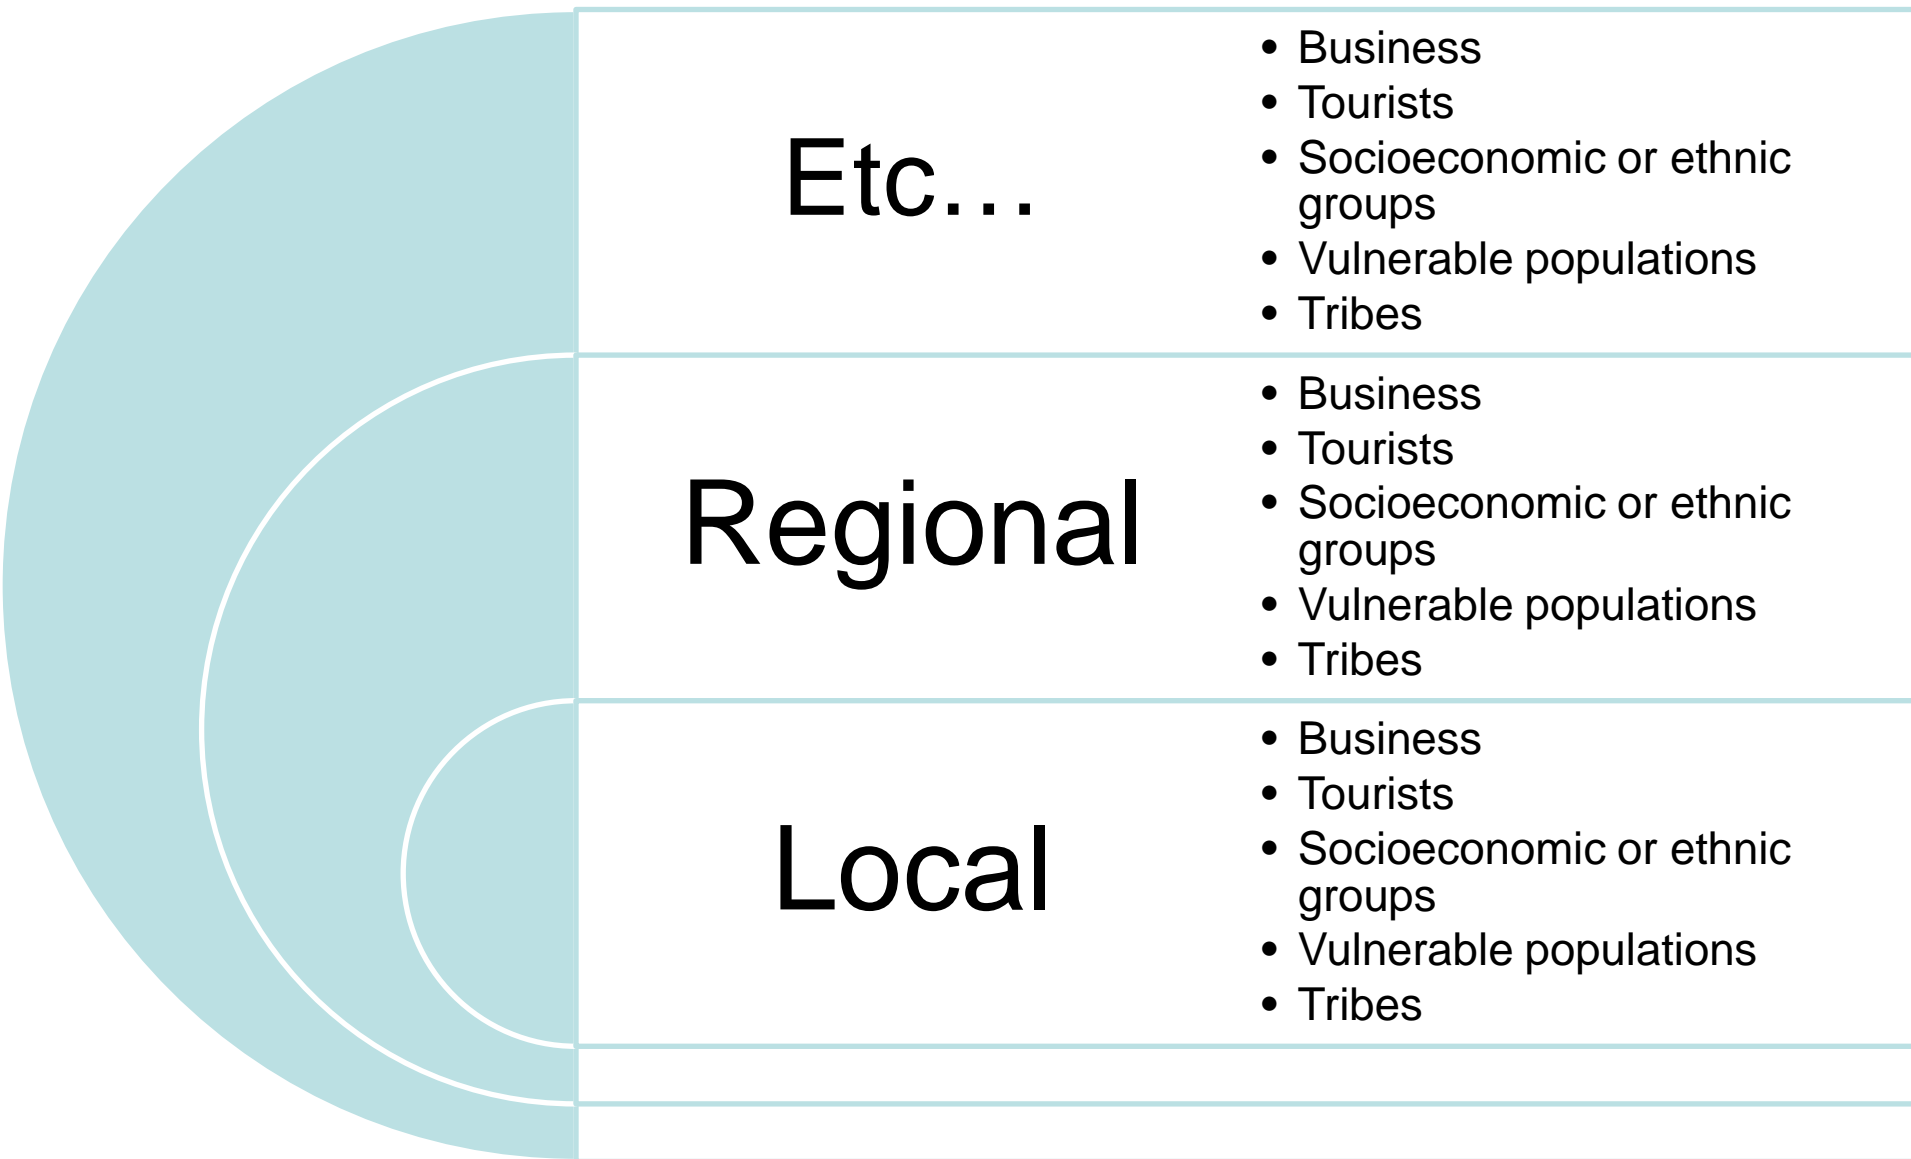 Etc…
• Business
• Tourists
• Socioeconomic or ethnic
groups
• Vulnerable populations
• Tribes
Regional
• Business
• Tourists
• Socioeconomic or ethnic
groups
• Vulnerable populations
• Tribes
Local
• Business
• Tourists
• Socioeconomic or ethnic
groups
• Vulnerable populations
• Tribes